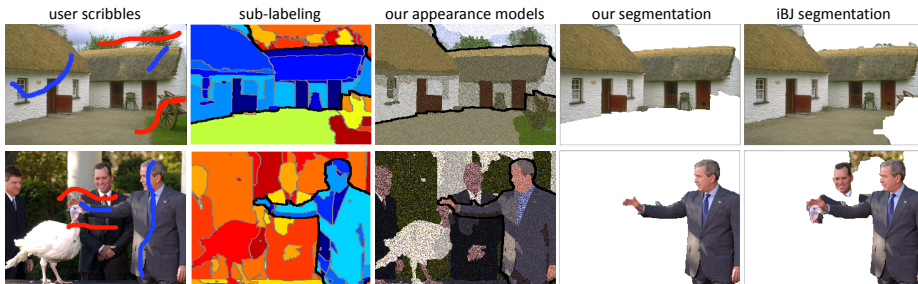 user scribbles
sub-labeling
our appearance models
our segmentation
iBJ segmentation